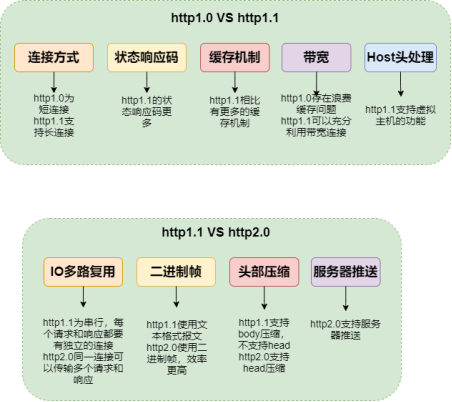 http1.0 VS http1.1
连接方式
状态响应码
缓存机制
带宽
Host头处理
http1.0为
短连接
http1.1支
持长连接
http1.1的状
态响应码更
多
http1.1相比
有更多的缓
存机制
http1.0存在浪费
缓存问题
http1.1可以充分
利用带宽连接
http1.1支持虚拟
主机的功能
http1.1 VS http2.0
IO多路复用
二进制帧
头部压缩
服务器推送
http1.1为串行，每
个请求和响应都要
有独立的连接
http2.0同一连接可
以传输多个请求和
响应
http1.1使用文
本格式报文
http2.0使用二
进制帧，效率
更高
http1.1支持
body压缩，
不支持head
http2.0支持
head压缩
http2.0支持服务
器推送